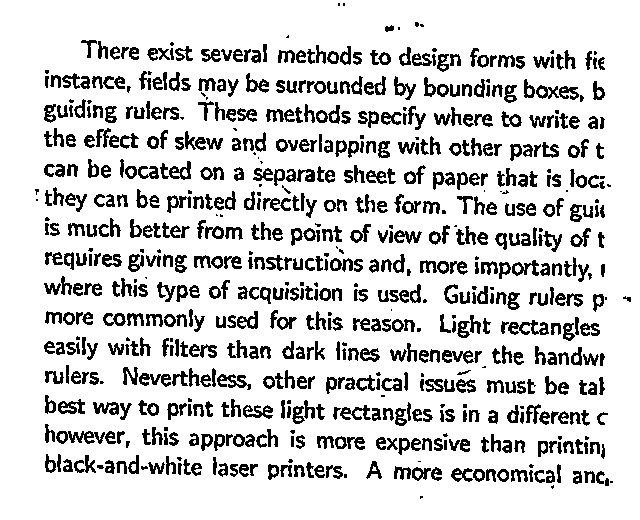 There exist several methods to design forms with fie
instance, fields may be surrounded by bounding boxes, b
guiding rulers. These methods specify where to write a
the effect of skew and overlapping with other parts of t
can be located on a separate sheet of paper that is loca
they can be printed directly on the form. The use of guid
is much better from the point of view of the quality of t
requires giving more instructions and, more importantly,
where this type of acquisition is used. Guiding rulers p
more commonly used for this reason. Light rectangles
easily with filters than dark lines whenever the handwr
rulers. Nevertheless, other practical issues must be tak
best way to print these light rectangles is in a different c
however, this approach is more expensive than printing
black-and-white laser printers. A more economical and